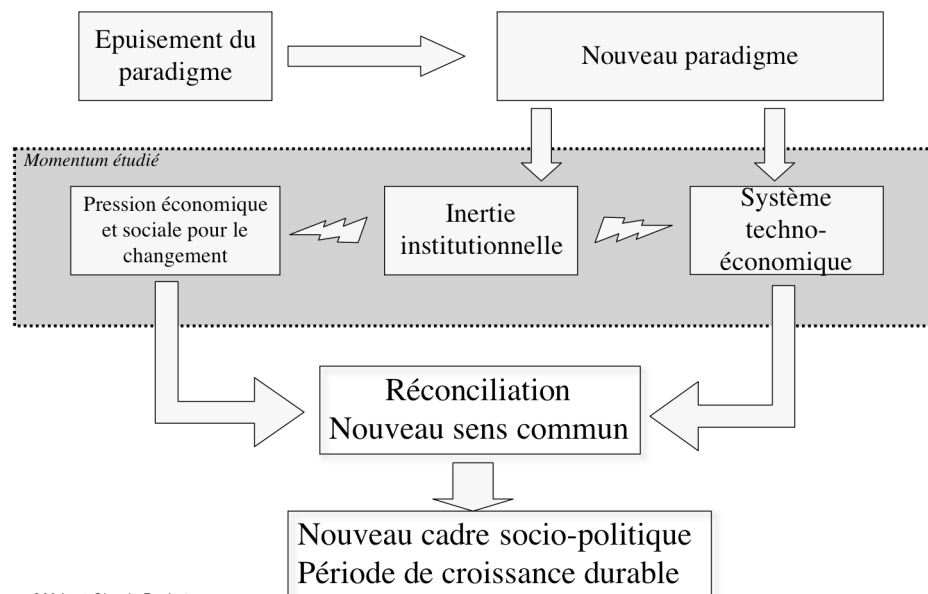 Epuisement du
paradigme
Nouveau paradigme
Momentum étudié
Pression économique
et sociale pour le
changement
Inertie
institutionnelle
Système
techno-
économique
Réconciliation
Nouveau sens commun
Nouveau cadre socio-politique
Période de croissance durable